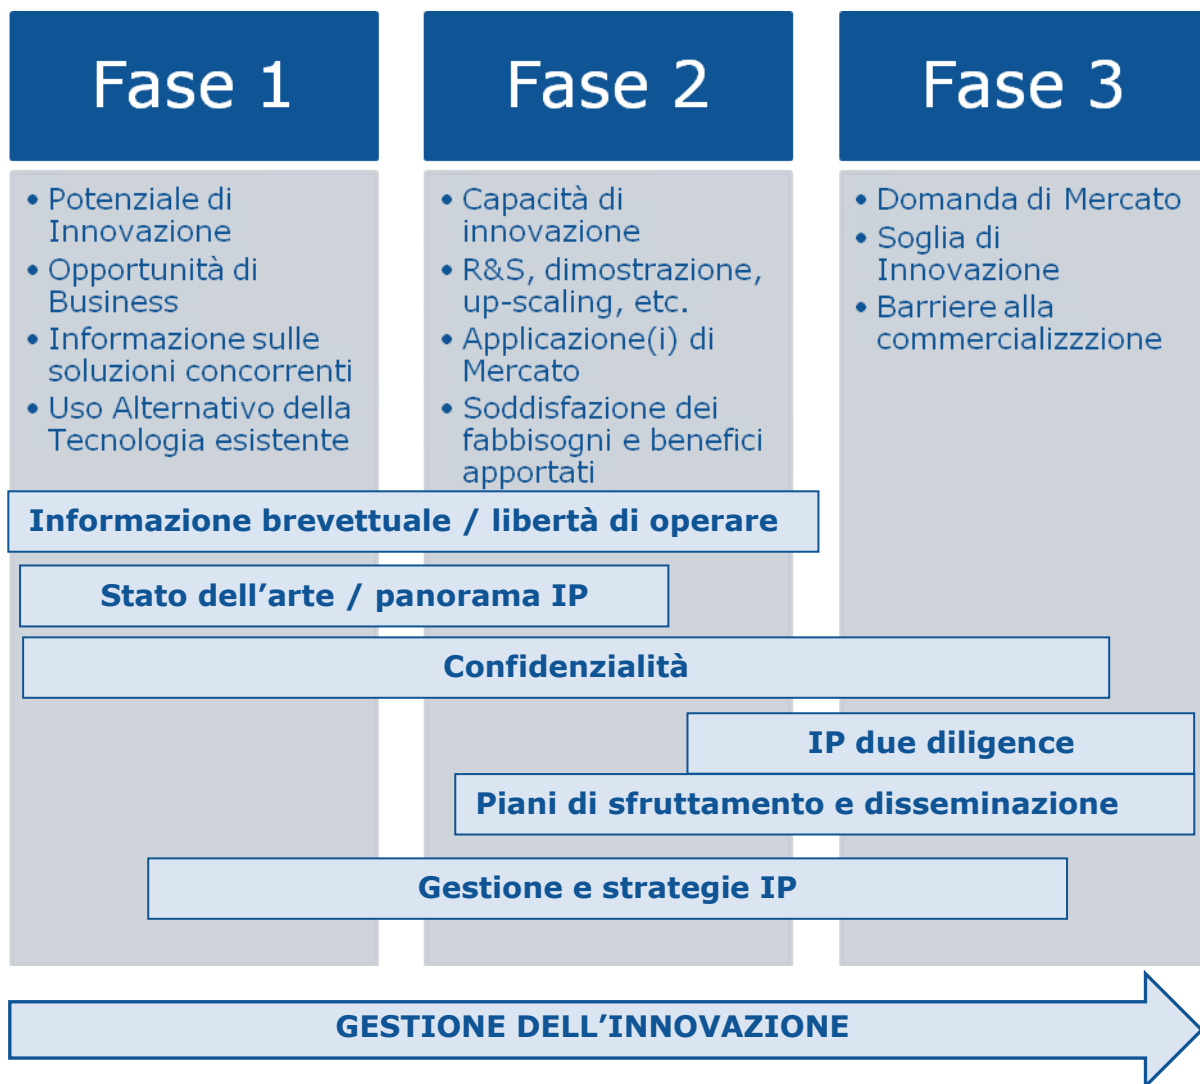 Fase 1
• Potenziale di
Innovazione
• Opportunità di
Business
• Informazione sulle
soluzioni concorrenti
• Uso Alternativo della
Tecnologia esistente
Fase 2
• Capacità di
innovazione
• R&S, dimostrazione,
up-scaling, etc.
• Applicazione(i) di
Mercato
• Soddisfazione dei
fabbisogni e benefici
apportati
Fase 3
• Domanda di Mercato
• Soglia di
Innovazione
• Barriere alla
commercializzzione
Informazione brevettuale / libertà di operare
Stato dell’arte / panorama IP
Confidenzialità
IP due diligence
Piani di sfruttamento e disseminazione
Gestione e strategie IP
GESTIONE DELL’INNOVAZIONE